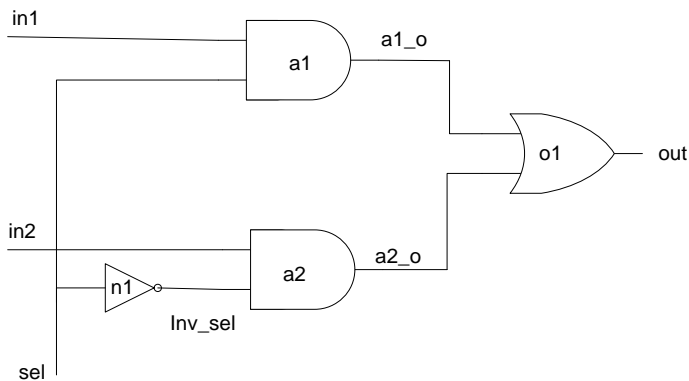 in1
a1_o
a1
o1
out
in2
a2_o
a2
n1
Inv_sel
sel